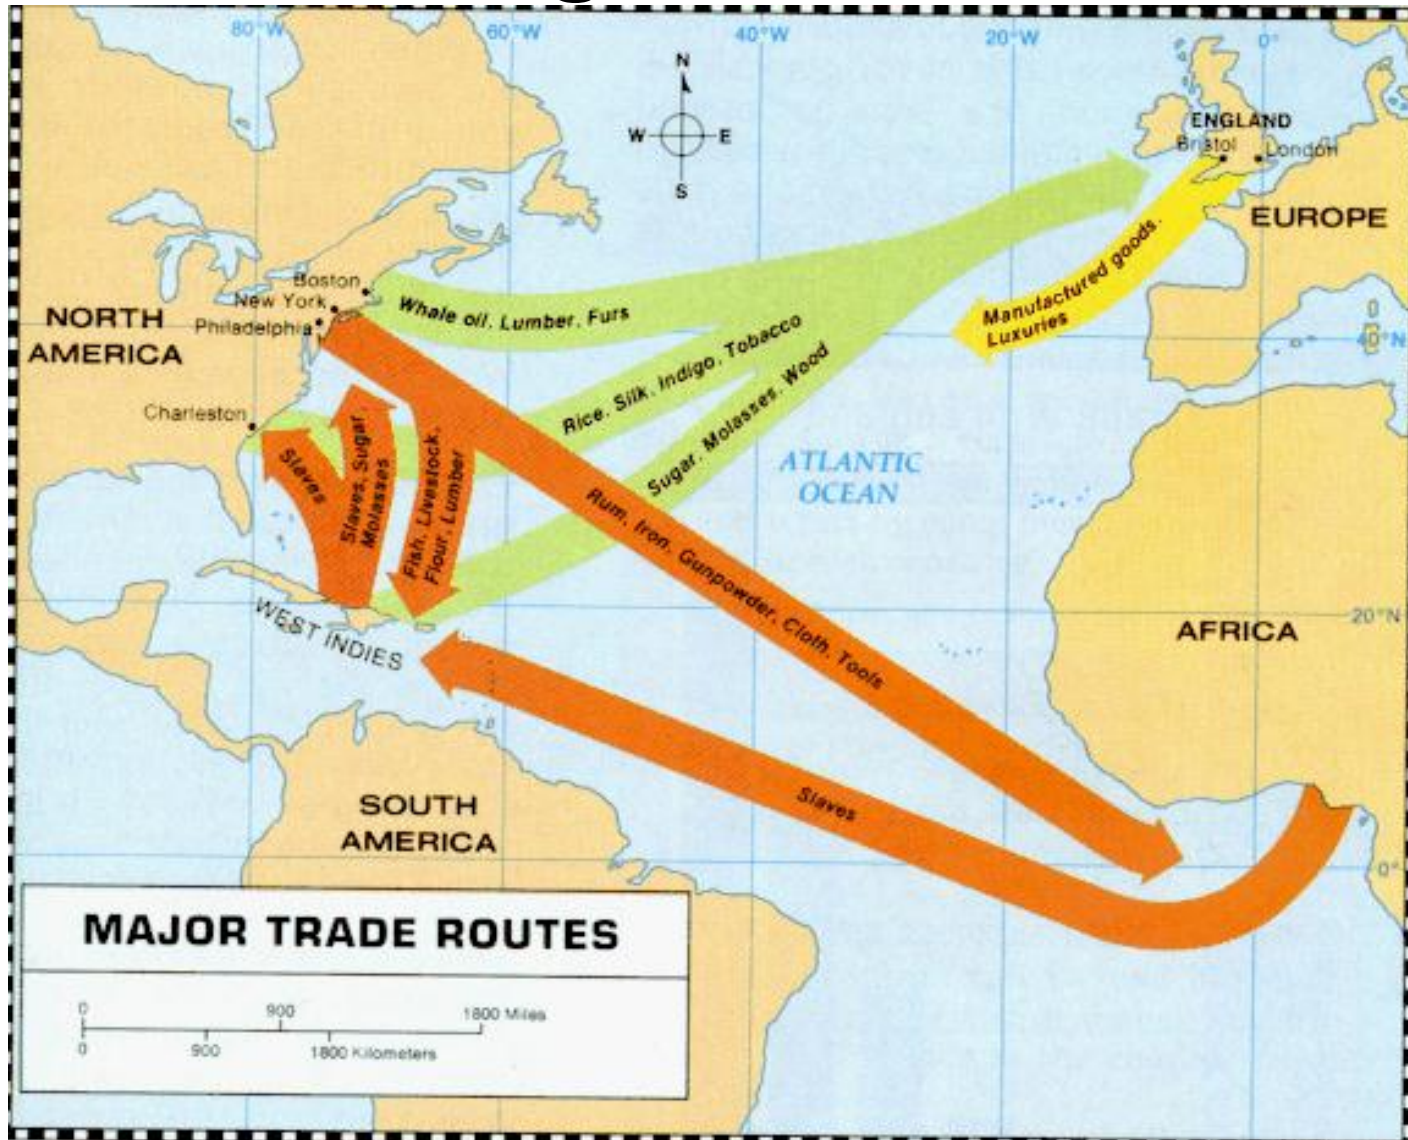 80°W
60°W
40°W
20°W
0°
N
W
E
S
ENGLAND
Bristol
London
EUROPE
Manufactured goods.
Luxuries
Boston
New York
Philadelphia
NORTH
AMERICA
Whale oil, Lumber, Furs
40°N
Rice, Silk, Indigo, Tobacco
Sugar, Molasses, Wood
Charleston
Slaves
Slaves, Sugar
Molasses
Fish, Livestock,
Flour, Lumber
ATLANTIC
OCEAN
Rum, Iron, Gunpowder, Cloth, Tools
WEST INDIES
20°N
AFRICA
Slaves
SOUTH
AMERICA
0°
MAJOR TRADE ROUTES
0 900 1800 Miles
0 900 1800 Kilometers